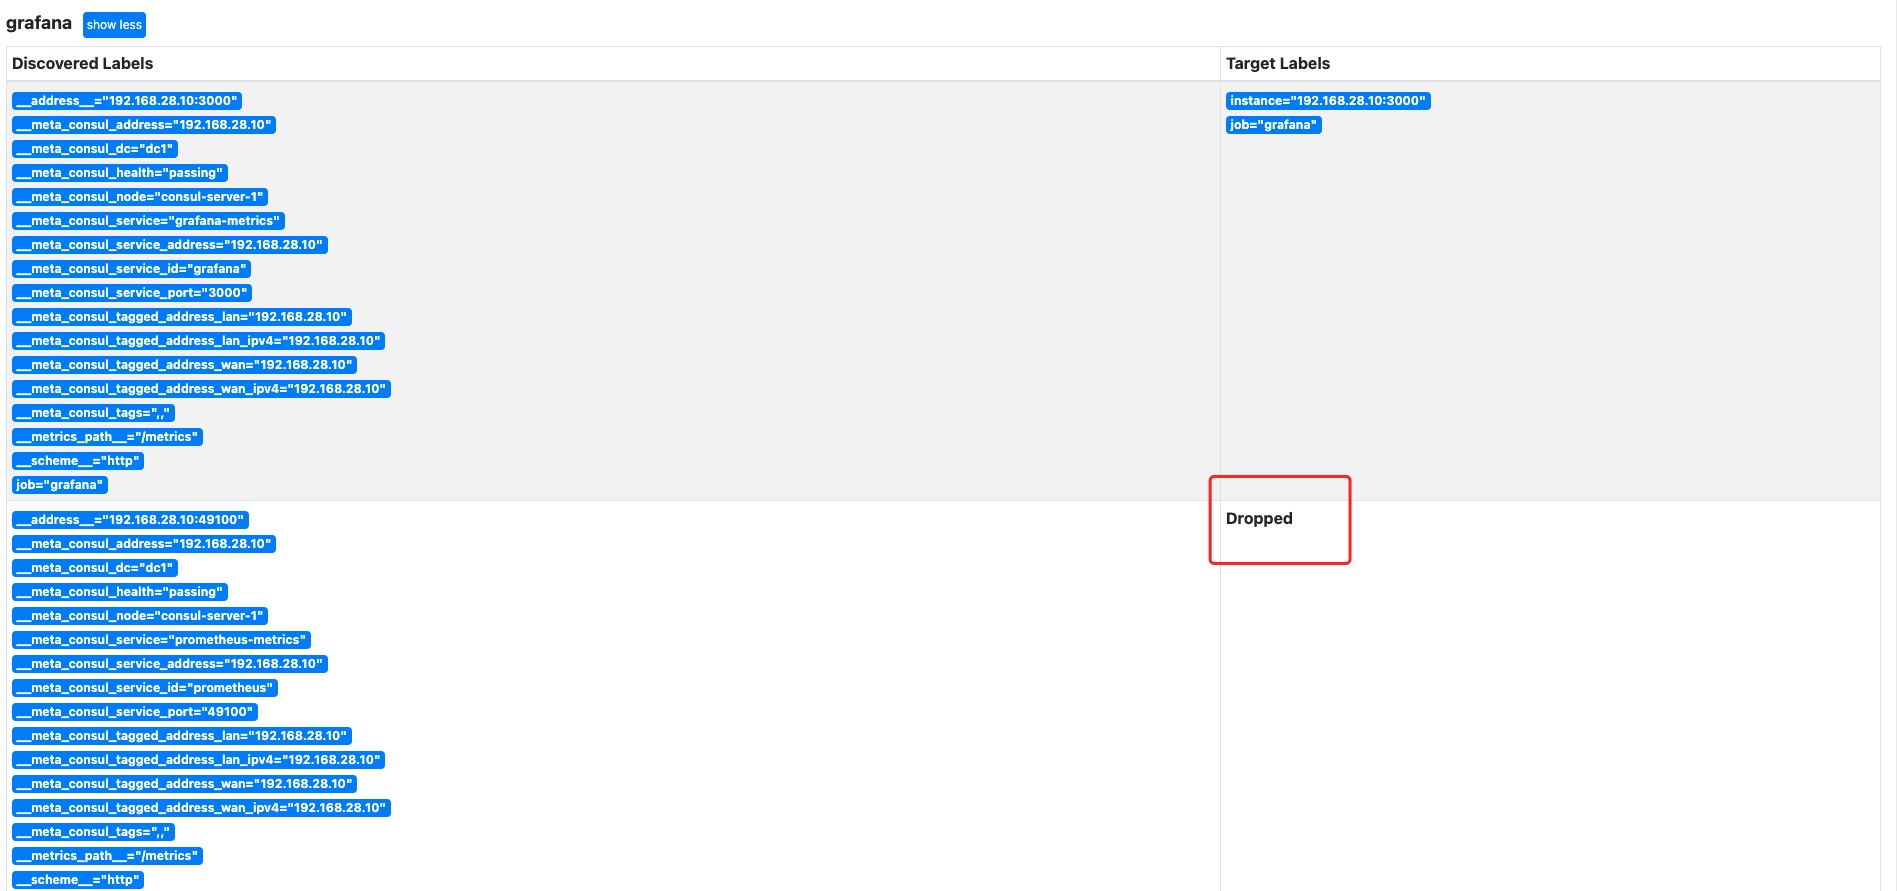 grafana show less
Discovered Labels Target Labels
__address__="192.168.28.10:3000" instance="192.168.28.10:3000"
__meta_consul_address="192.168.28.10" job="grafana"
__meta_consul_dc="dc1"
__meta_consul_health="passing"
__meta_consul_node="consul-server-1"
__meta_consul_service="grafana-metrics"
__meta_consul_service_address="192.168.28.10"
__meta_consul_service_id="grafana"
__meta_consul_service_port="3000"
__meta_consul_tagged_address_lan="192.168.28.10"
__meta_consul_tagged_address_lan_ipv4="192.168.28.10"
__meta_consul_tagged_address_wan="192.168.28.10"
__meta_consul_tagged_address_wan_ipv4="192.168.28.10"
__meta_consul_tags=",,"
__metrics_path__="/metrics"
__scheme__="http"
job="grafana"
__address__="192.168.28.10:49100" Dropped
__meta_consul_address="192.168.28.10"
__meta_consul_dc="dc1"
__meta_consul_health="passing"
__meta_consul_node="consul-server-1"
__meta_consul_service="prometheus-metrics"
__meta_consul_service_address="192.168.28.10"
__meta_consul_service_id="prometheus"
__meta_consul_service_port="49100"
__meta_consul_tagged_address_lan="192.168.28.10"
__meta_consul_tagged_address_lan_ipv4="192.168.28.10"
__meta_consul_tagged_address_wan="192.168.28.10"
__meta_consul_tagged_address_wan_ipv4="192.168.28.10"
__meta_consul_tags=",,"
__metrics_path__="/metrics"
__scheme__="http"